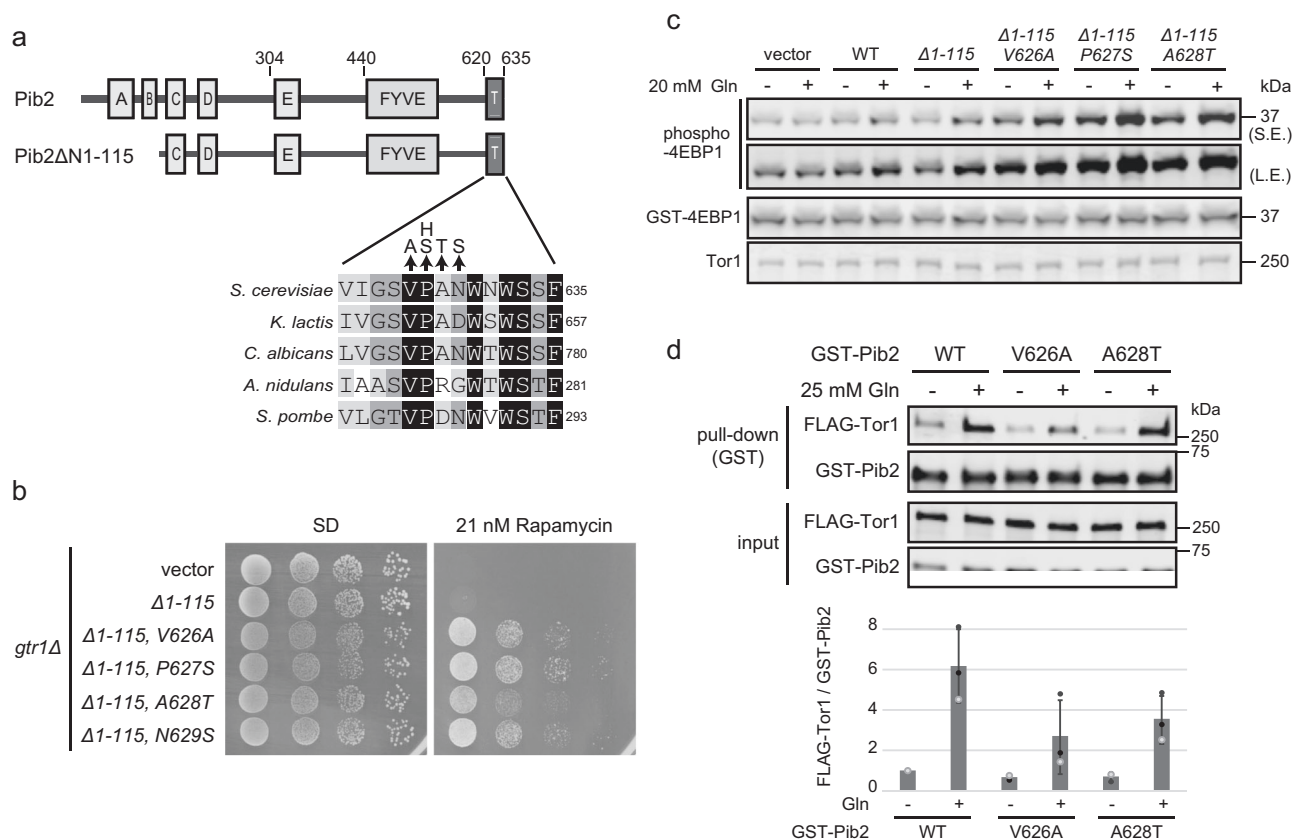 a
304 440 620 635
Pib2 A B C D E FYVE T
Pib2ΔN1-115 C D E FYVE T
H
A S T S
S. cerevisiae VIGSVPANWNWSSF 635
K. lactis IVGSVPADWSWSSF 657
C. albicans LVGSVPANWTWSSF 780
A. nidulans IAASVPRGWTWSTF 281
S. pombe VLGTVPDNWVWSTF 293
b
SD 21 nM Rapamycin
gtr1Δ
vector
Δ1-115
Δ1-115, V626A
Δ1-115, P627S
Δ1-115, A628T
Δ1-115, N629S
c
vector WT Δ1-115 Δ1-115 V626A Δ1-115 P627S Δ1-115 A628T
20 mM Gln - + - + - + - + - + - + kDa
phospho -4EBP1
37 (S.E.)
(L.E.)
GST-4EBP1 37
Tor1 250
d
GST-Pib2 WT V626A A628T
25 mM Gln - + - + - + kDa
pull-down (GST)
FLAG-Tor1 250
75
GST-Pib2
input
FLAG-Tor1 250
75
GST-Pib2
FLAG-Tor1 / GST-Pib2
8
6
4
2
0
Gln - + - + - +
GST-Pib2 WT V626A A628T